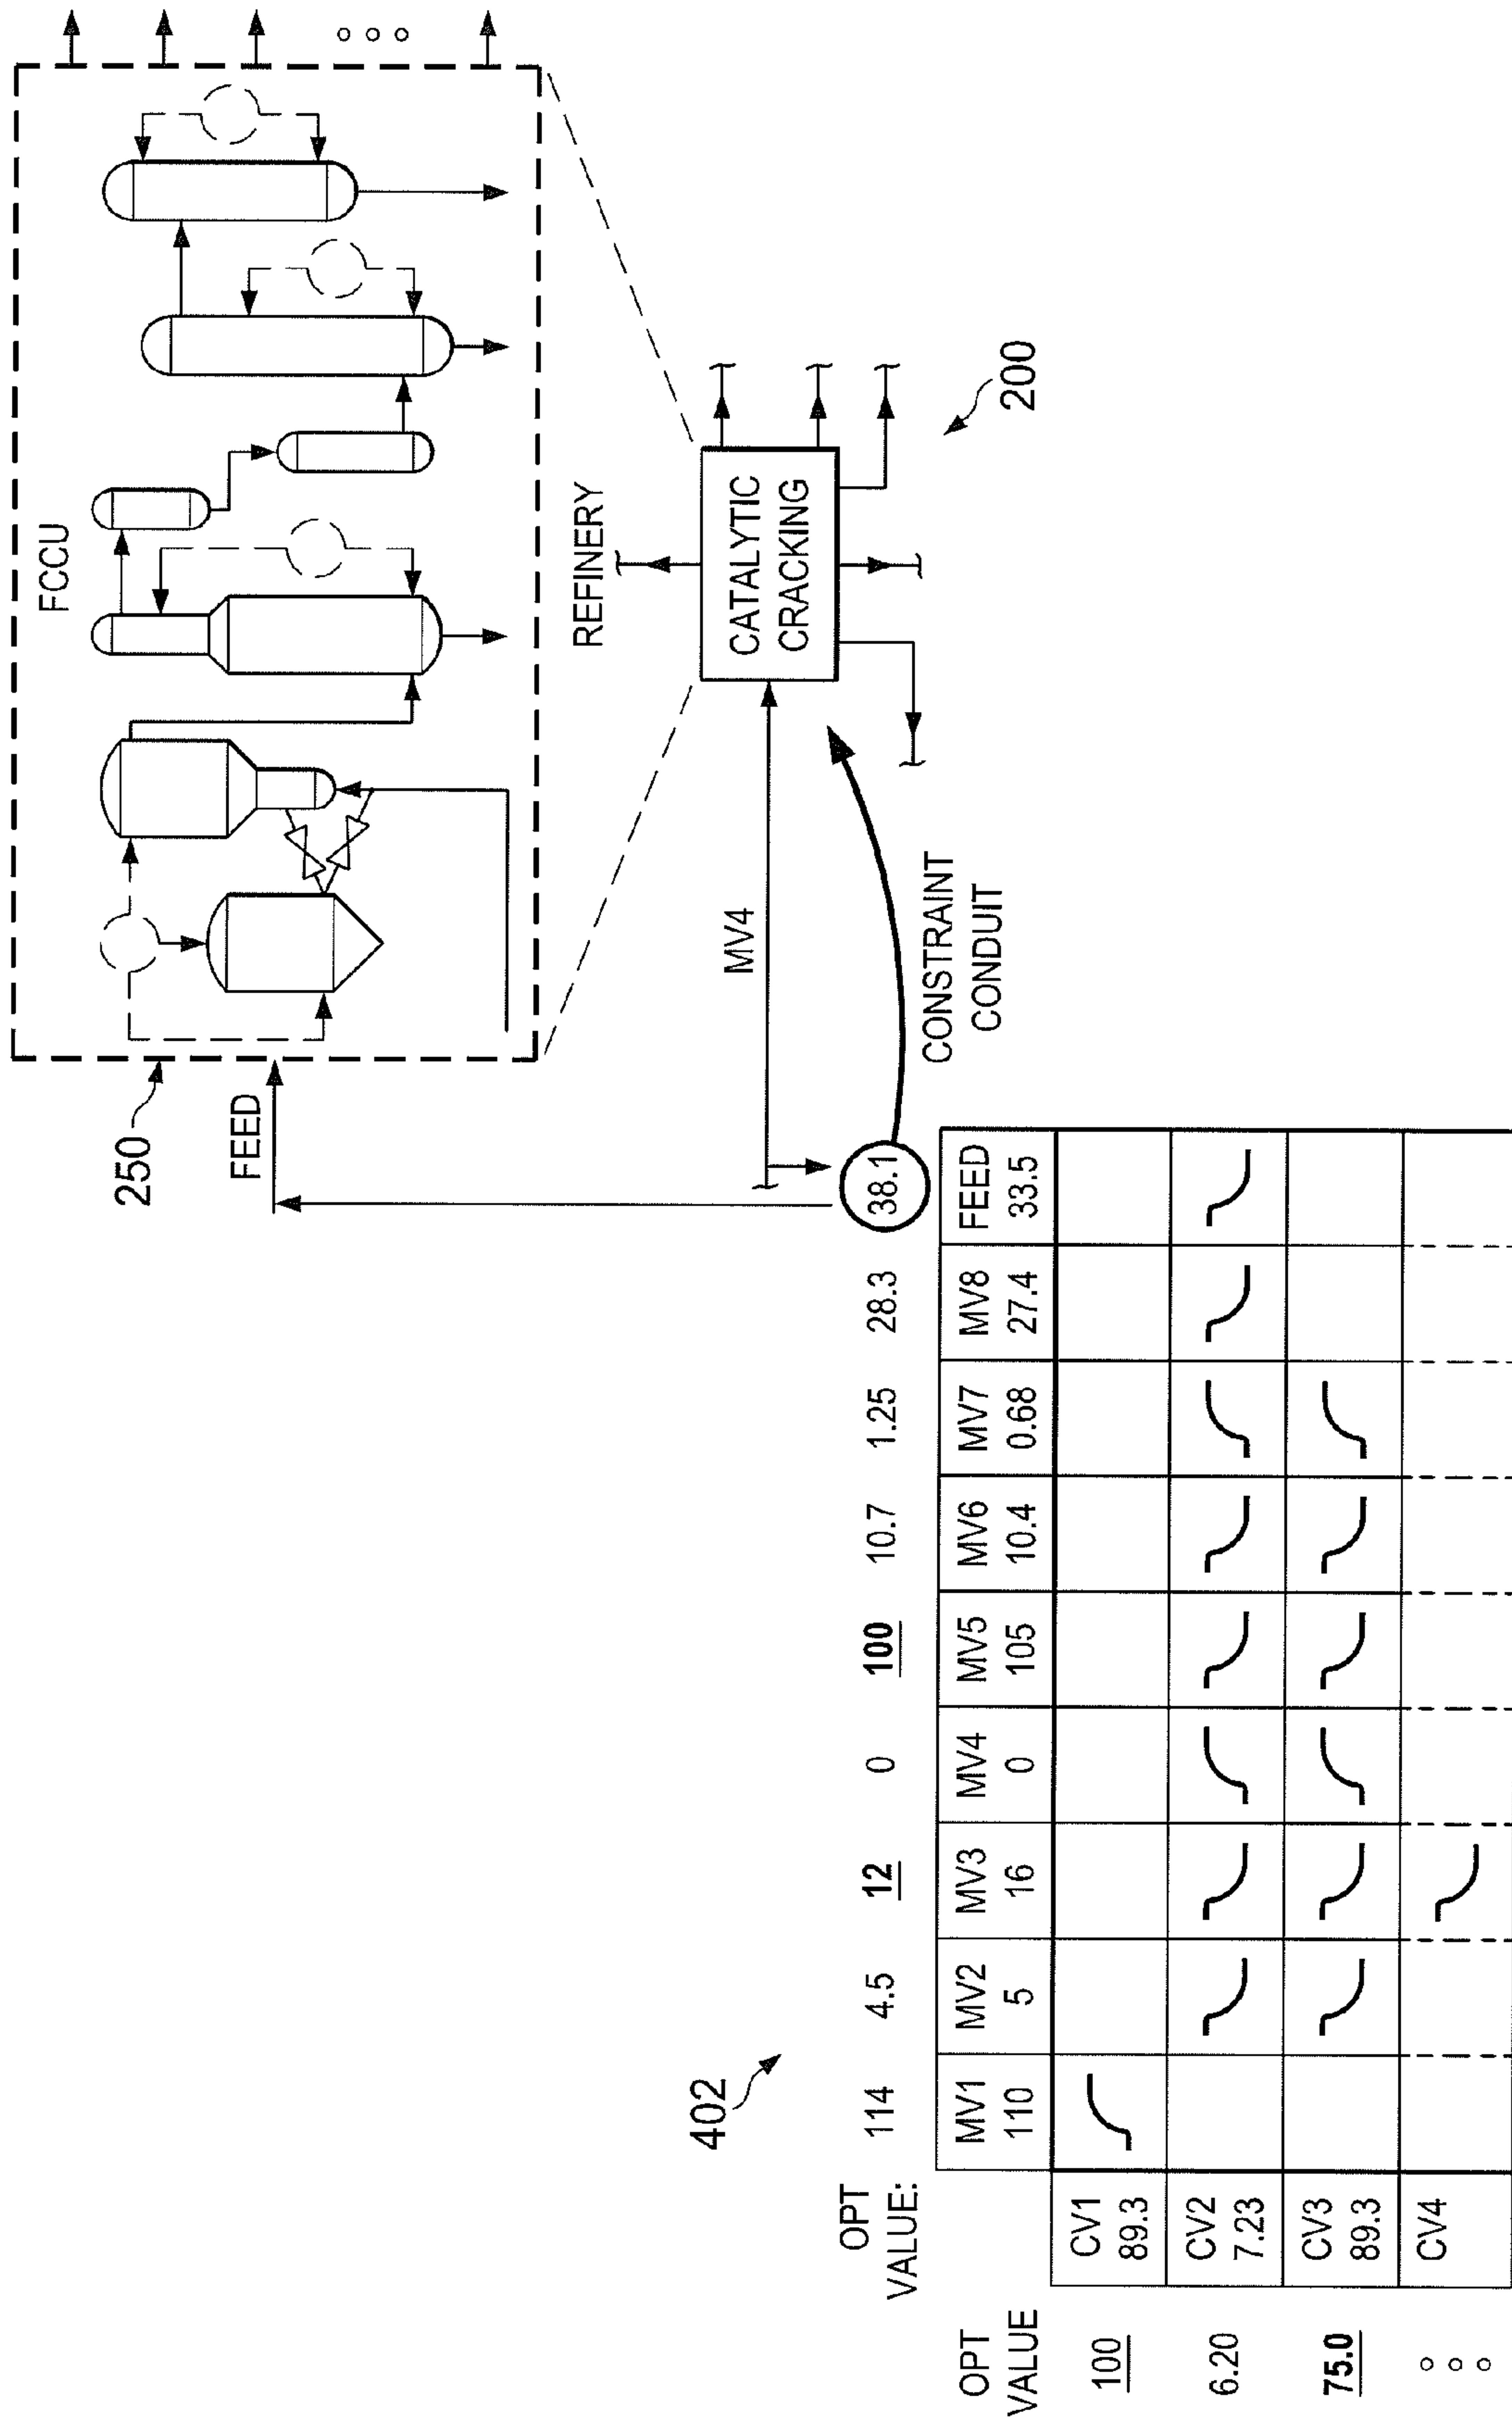 FCCU
250
FEED
REFINERY
CATALYTIC
CRACKING
200
MV4
CONSTRAINT
CONDUIT
402
OPT
VALUE:
114 4.5 12 0 100 10.7 1.25 28.3 38.1
OPT
VALUE
MV1 MV2 MV3 MV4 MV5 MV6 MV7 MV8 FEED
110 5 16 0 105 10.4 0.68 27.4 33.5
100
CV1
89.3
6.20
CV2
7.23
75.0
CV3
89.3
CV4